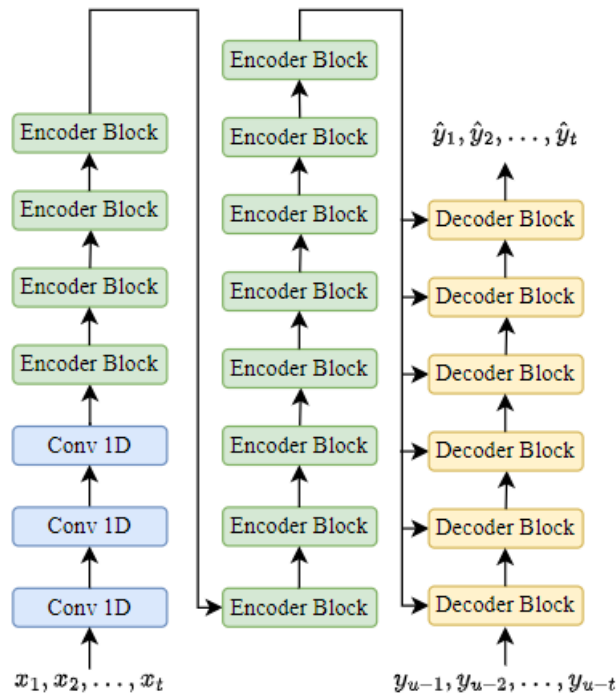 Encoder Block
Encoder Block
Encoder Block
Encoder Block
Conv 1D
Conv 1D
Conv 1D
x₁, x₂, . . . , xₜ
Encoder Block
Encoder Block
Encoder Block
Encoder Block
Encoder Block
Encoder Block
Encoder Block
Encoder Block
ŷ₁, ŷ₂, . . . , ŷₜ
Decoder Block
Decoder Block
Decoder Block
Decoder Block
Decoder Block
Decoder Block
yᵤ₋₁, yᵤ₋₂, . . . , yᵤ₋ₜ